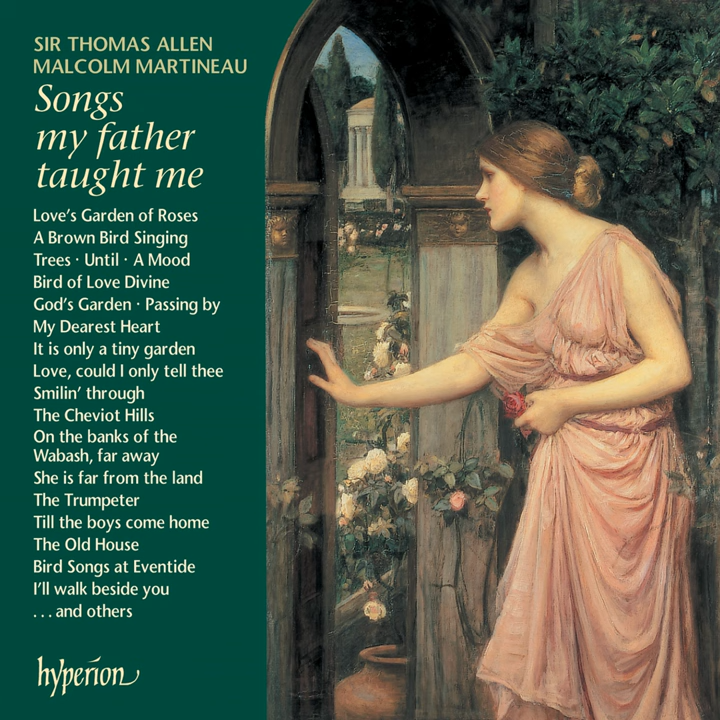 SIR THOMAS ALLEN
MALCOLM MARTINEAU
Songs
my father
taught me
Love's Garden of Roses
A Brown Bird Singing
Trees · Until · A Mood
Bird of Love Divine
God's Garden · Passing by
My Dearest Heart
It is only a tiny garden
Love, could I only tell thee
Smilin' through
The Cheviot Hills
On the banks of the
Wabash, far away
She is far from the land
The Trumpeter
Till the boys come home
The Old House
Bird Songs at Eventide
I'll walk beside you
. . . and others
hyperion